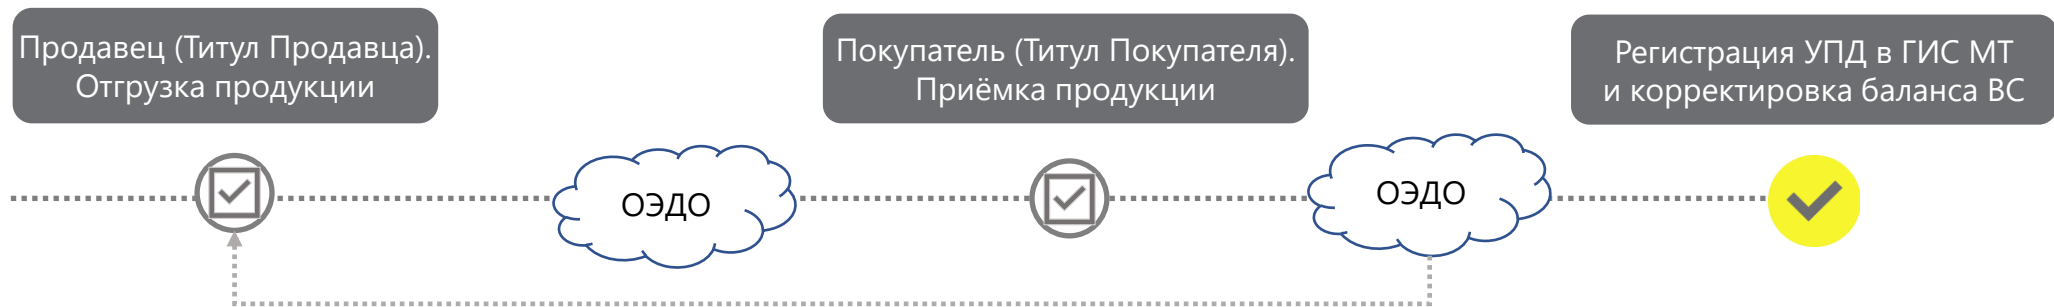 Продавец (Титул Продавца).
Отгрузка продукции
Покупатель (Титул Покупателя).
Приёмка продукции
Регистрация УПД в ГИС МТ
и корректировка баланса ВС
ОЭДО
ОЭДО